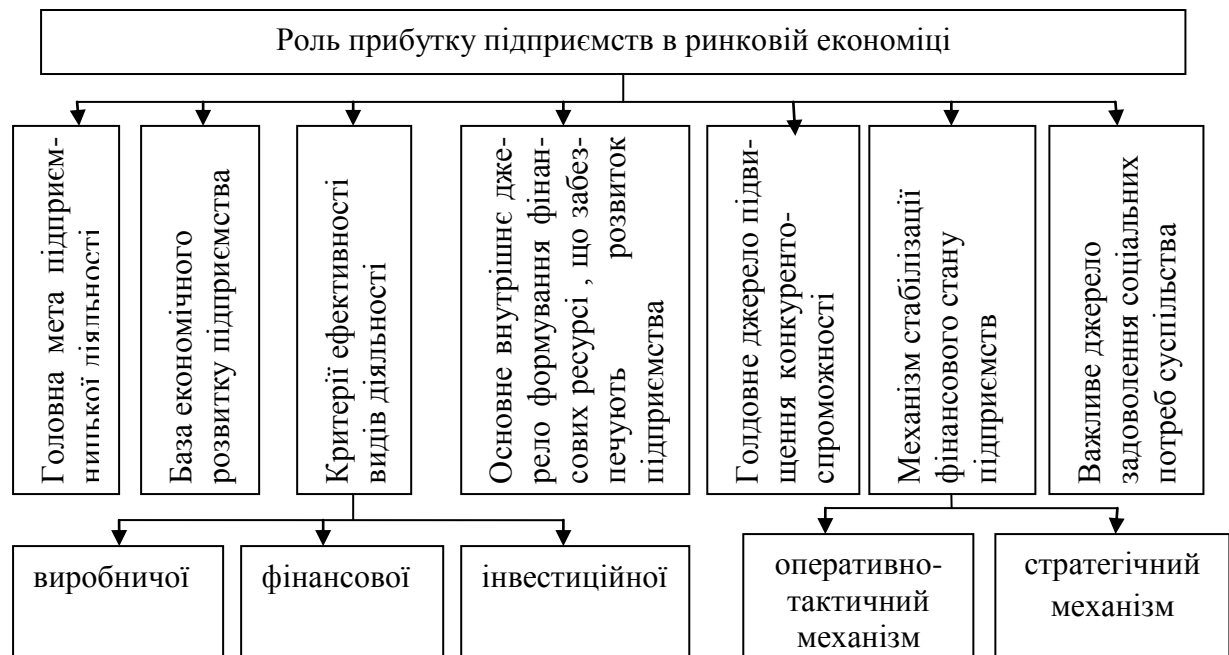 Роль прибутку підприємств в ринковій економіці
Головна мета підприєм-
ницької діяльності
База економічного
розвитку підприємства
Критерії ефективності
видів діяльності
Основне внутрішнє дже-
рело формування фінан-
сових ресурсі , що забез-
печують розвиток
підприємства
Голдовне джерело підви-
щення конкуренто-
спроможності
Механізм стабілізації
фінансового стану
підприємств
Важливе джерело
задоволення соціальних
потреб суспільства
виробничої
фінансової
інвестиційної
оперативно-
тактичний
механізм
стратегічний
механізм